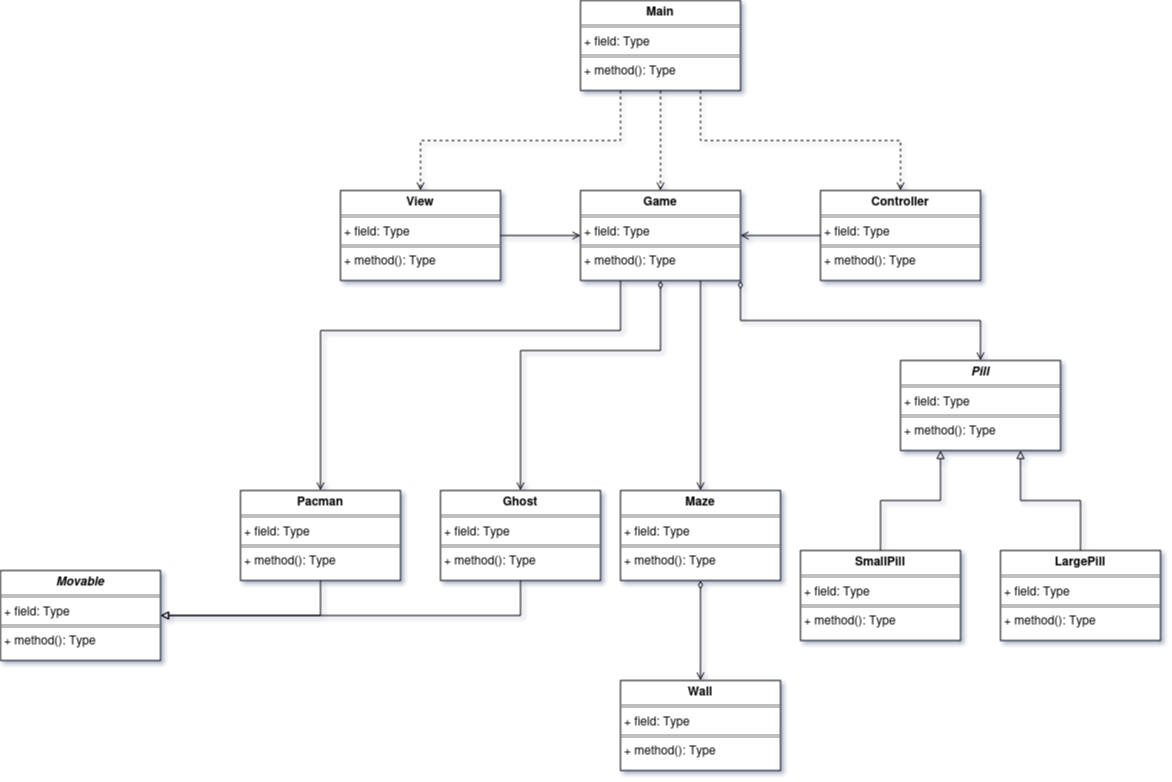 Main
+ field: Type
+ method(): Type
View
+ field: Type
+ method(): Type
Game
+ field: Type
+ method(): Type
Controller
+ field: Type
+ method(): Type
Pill
+ field: Type
+ method(): Type
Pacman
+ field: Type
+ method(): Type
Ghost
+ field: Type
+ method(): Type
Maze
+ field: Type
+ method(): Type
SmallPill
+ field: Type
+ method(): Type
LargePill
+ field: Type
+ method(): Type
Movable
+ field: Type
+ method(): Type
Wall
+ field: Type
+ method(): Type